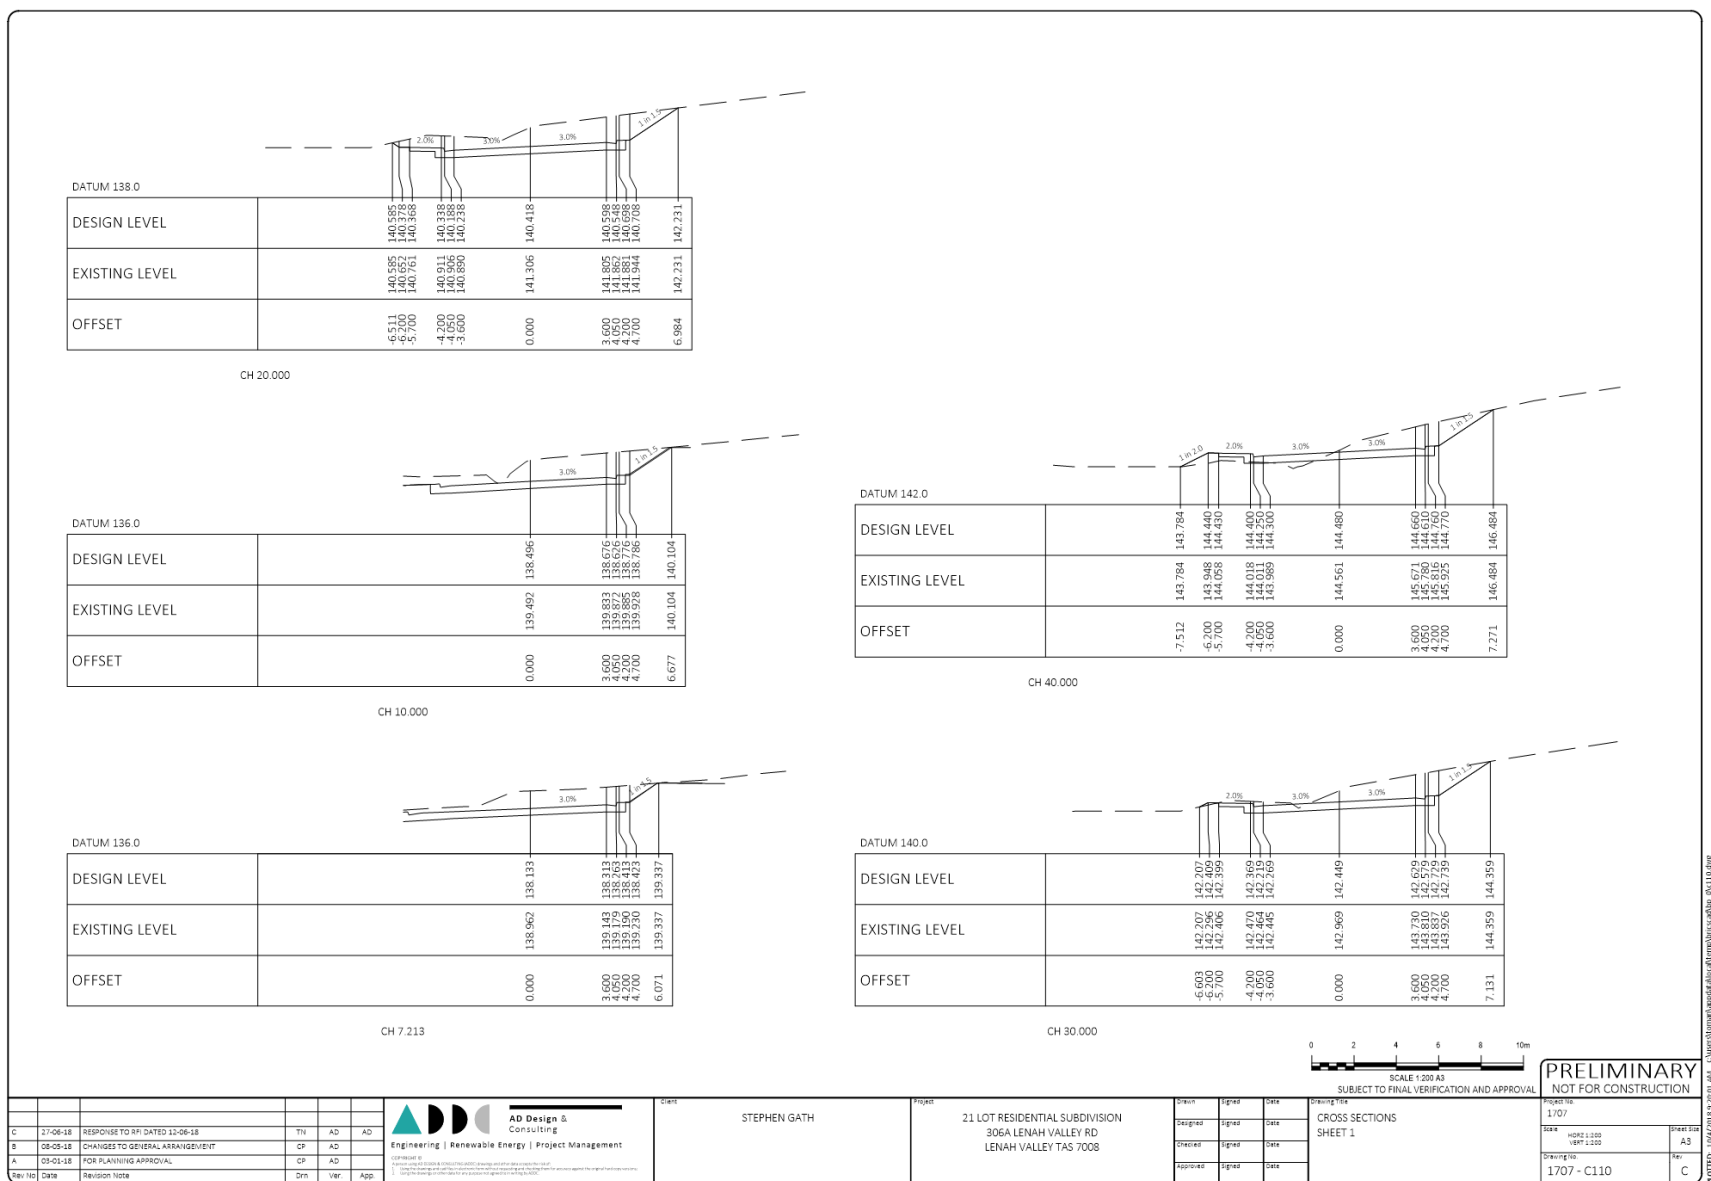 1 in 1.5
2.0%
3.0%
3.0%
DATUM 138.0
DESIGN LEVEL
140.585 140.378 140.368 140.338 140.188 140.238 140.418 140.598 140.548 140.698 140.708 142.231
EXISTING LEVEL
140.585 140.652 140.761 140.911 140.906 140.890 141.306 141.805 141.862 141.881 141.944 142.231
OFFSET
-6.511 -6.200 -5.700 -4.200 -4.050 -3.600 0.000 3.600 4.050 4.200 4.700 6.984
CH 20.000
1 in 1.5
3.0%
DATUM 136.0
DESIGN LEVEL
138.496 138.676 138.626 138.776 138.786 140.104
EXISTING LEVEL
139.492 139.833 139.872 139.885 139.928 140.104
OFFSET
0.000 3.600 4.050 4.200 4.700 6.677
CH 10.000
1 in 1.5
3.0%
DATUM 136.0
DESIGN LEVEL
138.133 138.313 138.263 138.413 138.423 139.337
EXISTING LEVEL
138.962 139.143 139.179 139.190 139.230 139.337
OFFSET
0.000 3.600 4.050 4.200 4.700 6.071
CH 7.213
1 in 2.0
2.0%
3.0%
3.0%
1 in 1.5
DATUM 142.0
DESIGN LEVEL
143.784 144.440 144.430 144.400 144.250 144.300 144.480 144.660 144.610 144.760 144.770 146.484
EXISTING LEVEL
143.784 143.948 144.058 144.018 144.011 143.989 144.561 145.671 145.780 145.816 145.925 146.484
OFFSET
-7.512 -6.200 -5.700 -4.200 -4.050 -3.600 0.000 3.600 4.050 4.200 4.700 7.271
CH 40.000
2.0%
3.0%
3.0%
1 in 1.5
DATUM 140.0
DESIGN LEVEL
142.207 142.409 142.399 142.369 142.219 142.269 142.449 142.629 142.579 142.729 142.739 144.359
EXISTING LEVEL
142.207 142.296 142.406 142.470 142.464 142.445 142.969 143.730 143.810 143.837 143.926 144.359
OFFSET
-6.603 -6.200 -5.700 -4.200 -4.050 -3.600 0.000 3.600 4.050 4.200 4.700 7.131
CH 30.000
0 2 4 6 8 10m
SCALE 1:200 A3
SUBJECT TO FINAL VERIFICATION AND APPROVAL
PRELIMINARY
NOT FOR CONSTRUCTION
C 27-06-18 RESPONSE TO RFI DATED 12-06-18 TN AD AD
B 08-05-18 CHANGES TO GENERAL ARRANGEMENT CP AD
A 03-01-18 FOR PLANNING APPROVAL CP AD
Rev No Date Revision Note Drn Ver. App.
AD Design &
Consulting
Engineering | Renewable Energy | Project Management
COPYRIGHT ©
Client
STEPHEN GATH
Project
21 LOT RESIDENTIAL SUBDIVISION
306A LENAH VALLEY RD
LENAH VALLEY TAS 7008
Drawn Signed Date
Designed Signed Date
Checked Signed Date
Approved Signed Date
Drawing Title
CROSS SECTIONS
SHEET 1
Project No.
1707
Scale
HORZ 1:200
VERT 1:200
Sheet Size
A3
Drawing No.
1707 - C110
Rev
C